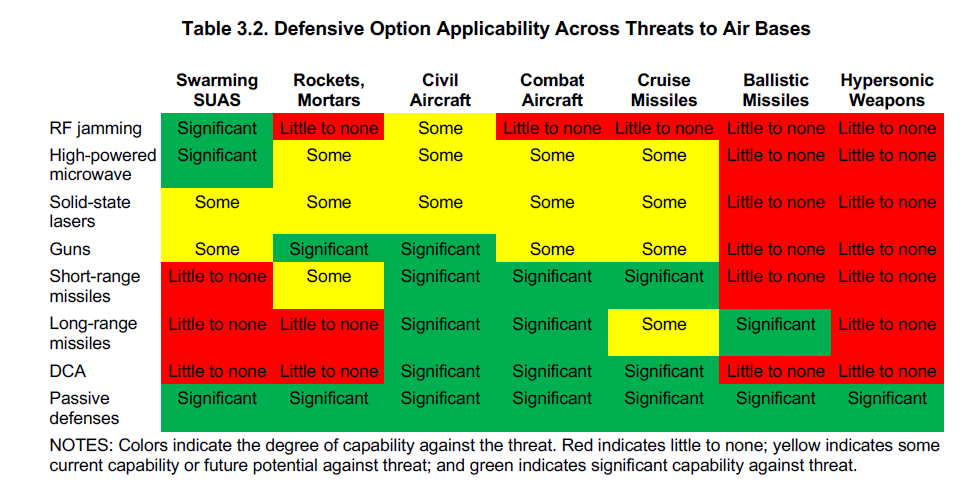 Table 3.2. Defensive Option Applicability Across Threats to Air Bases
Swarming SUAS Rockets, Mortars Civil Aircraft Combat Aircraft Cruise Missiles Ballistic Missiles Hypersonic Weapons
RF jamming Significant Little to none Some Little to none Little to none Little to none Little to none
High-powered microwave Significant Some Some Some Some Little to none Little to none
Solid-state lasers Some Some Some Some Some Little to none Little to none
Guns Some Significant Significant Some Some Little to none Little to none
Short-range missiles Little to none Some Significant Significant Significant Little to none Little to none
Long-range missiles Little to none Little to none Significant Significant Some Significant Little to none
DCA Little to none Little to none Significant Significant Significant Little to none Little to none
Passive defenses Significant Significant Significant Significant Significant Significant Significant
NOTES: Colors indicate the degree of capability against the threat. Red indicates little to none; yellow indicates some
current capability or future potential against threat; and green indicates significant capability against threat.